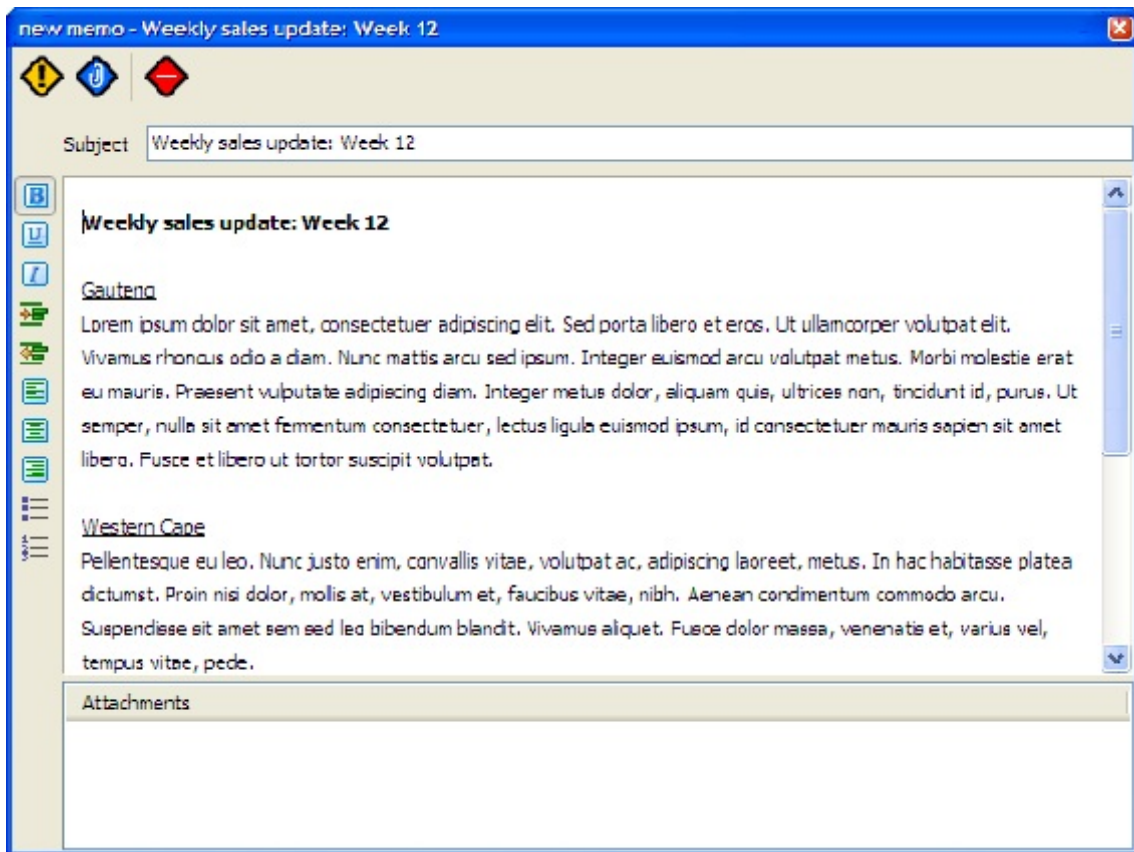 new memo - Weekly sales update: Week 12
Subject Weekly sales update: Week 12
Weekly sales update: Week 12
Gauteng
Lorem ipsum dolor sit amet, consectetuer adipiscing elit. Sed porta libero et eros. Ut ullamcorper volutpat elit.
Vivamus rhoncus odio a diam. Nunc mattis arcu sed ipsum. Integer euismod arcu volutpat metus. Morbi molestie erat
eu mauris. Praesent vulputate adipiscing diam. Integer metus dolor, aliquam quis, ultrices non, tincidunt id, purus. Ut
semper, nulla sit amet fermentum consectetuer, lectus ligula euismod ipsum, id consectetuer mauris sapien sit amet
libero. Fusce et libero ut tortor suscipit volutpat.
Western Cape
Pellentesque eu leo. Nunc justo enim, convallis vitae, volutpat ac, adipiscing laoreet, metus. In hac habitasse platea
dictumst. Proin nisi dolor, mollis at, vestibulum et, faucibus vitae, nibh. Aenean condimentum commodo arcu.
Suspendisse sit amet sem sed leo bibendum blandit. Vivamus aliquet. Fusce dolor massa, venenatis et, varius vel,
tempus vitae, pede.
Attachments